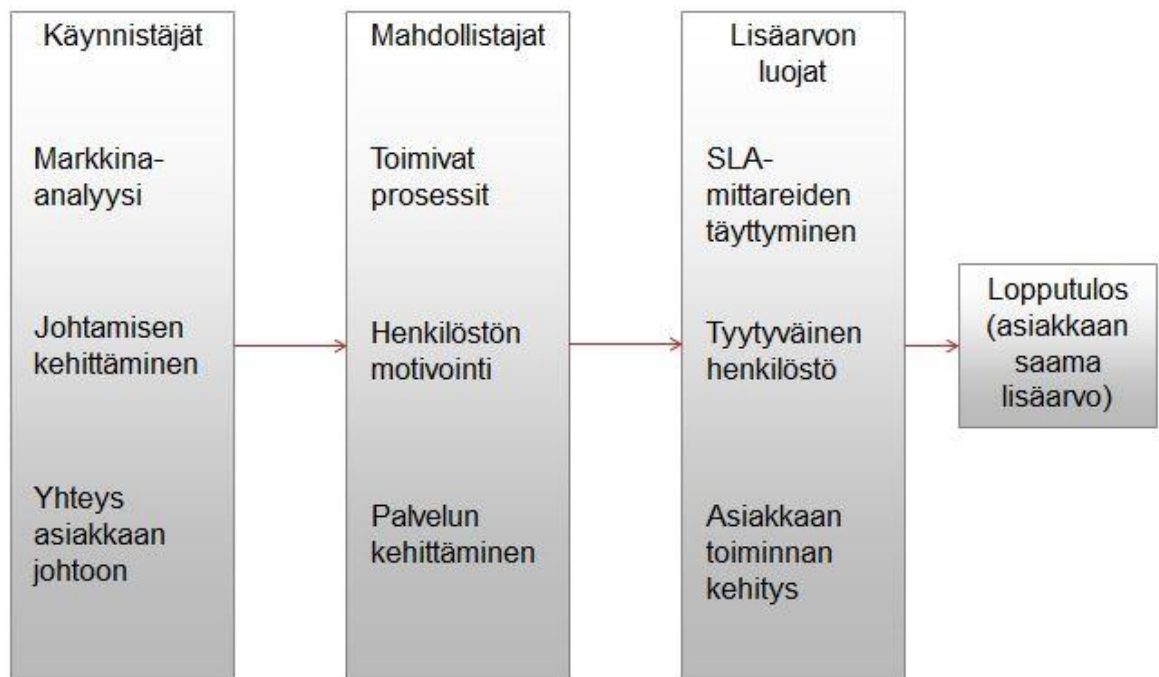 Käynnistäjät
Markkina-
analyysi
Johtamisen
kehittäminen
Yhteys
asiakkaan
johtoon
Mahdollistajat
Toimivat
prosessit
Henkilöstön
motivointi
Palvelun
kehittäminen
Lisäarvon
luojat
SLA-
mittareiden
täyttyminen
Tyytyväinen
henkilöstö
Asiakkaan
toiminnan
kehitys
Lopputulos
(asiakkaan
saama
lisäarvo)